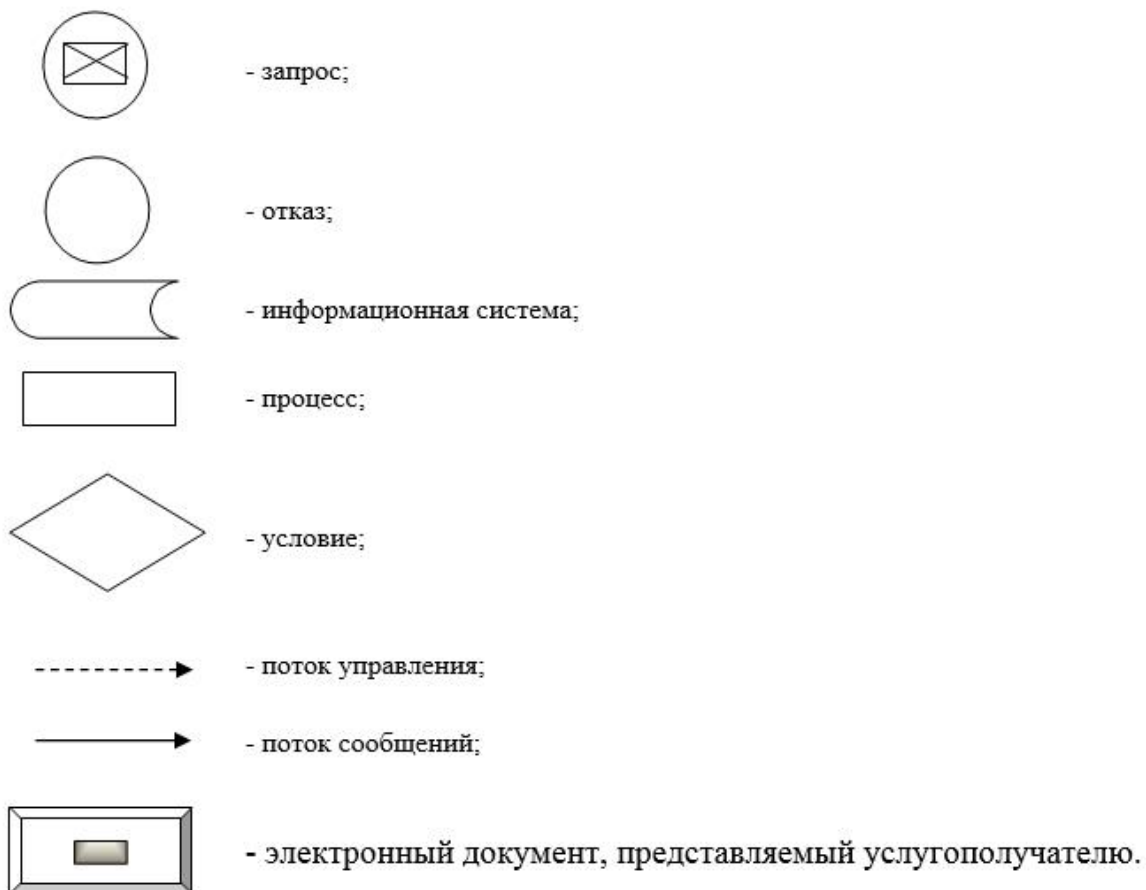 - запрос;
- отказ;
- информационная система;
- процесс;
- условие;
- поток управления;
- поток сообщений;
- электронный документ, представляемый услугополучателю.